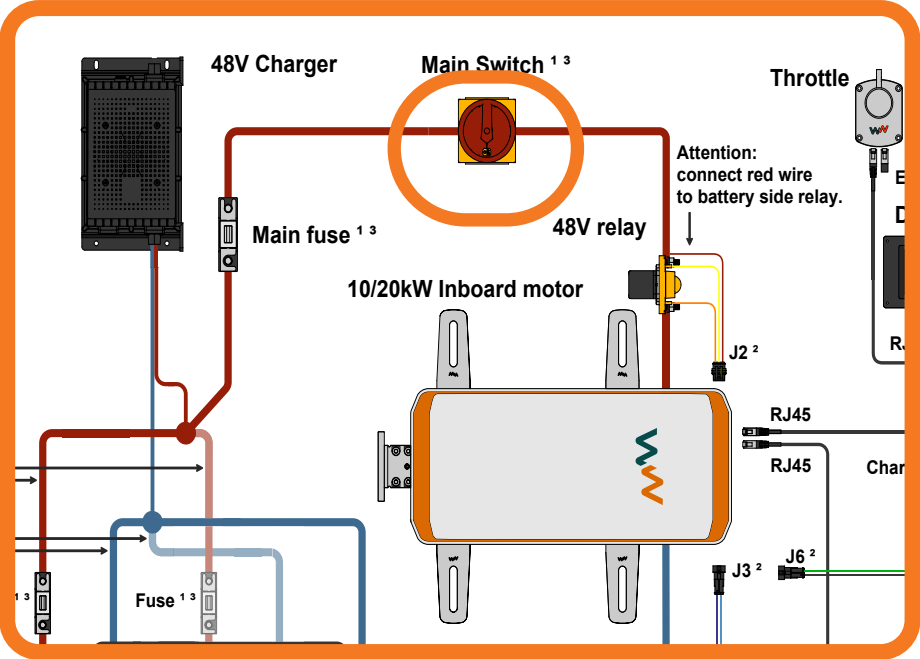 48V Charger
Main Switch ¹ ³
Throttle
Attention:
connect red wire
to battery side relay.
Main fuse ¹ ³
48V relay
10/20kW Inboard motor
J2 ²
RJ45
RJ45
J3 ²
J6 ²
Fuse ¹ ³
¹ ³